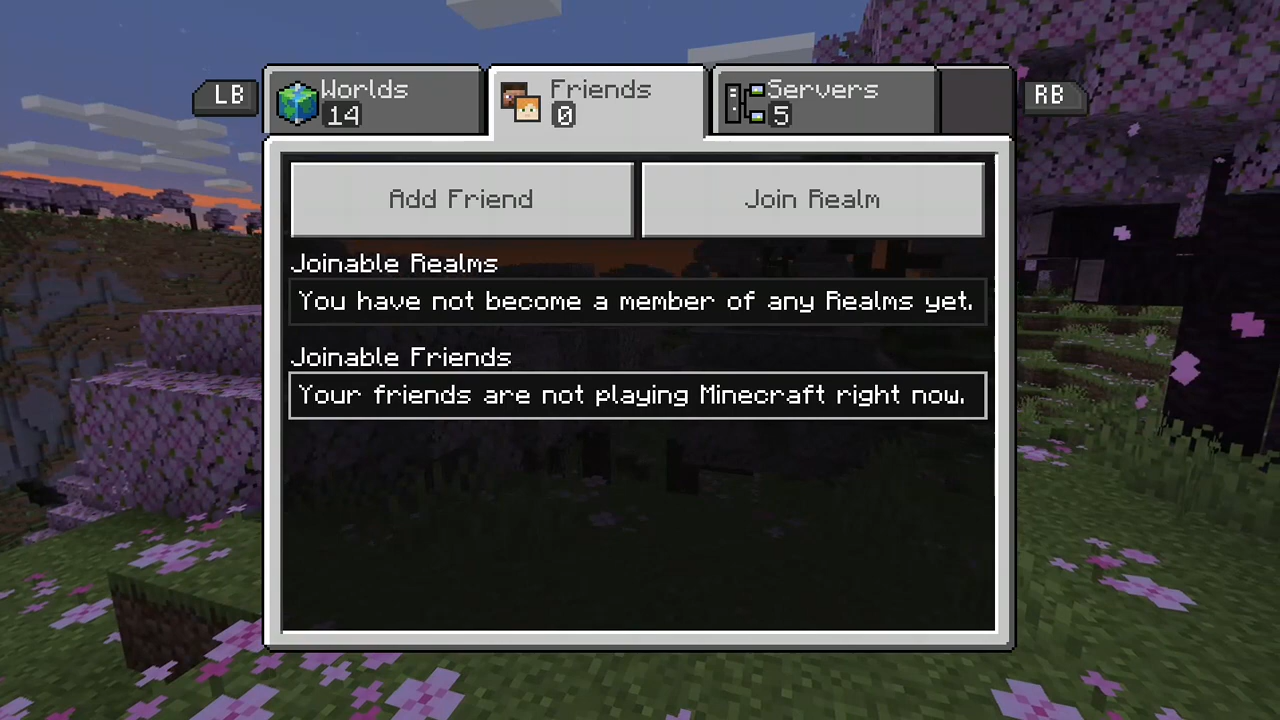 LB
Worlds
14
Friends
0
Servers
5
RB
Add Friend
Join Realm
Joinable Realms
You have not become a member of any Realms yet.
Joinable Friends
Your friends are not playing Minecraft right now.